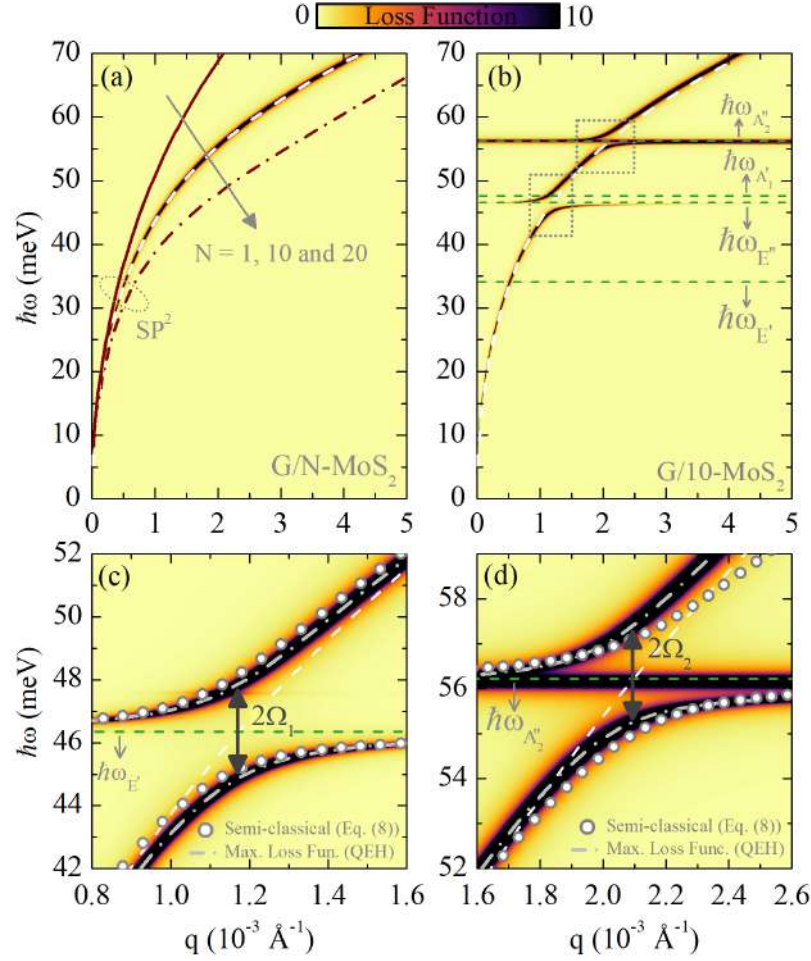 0 Loss Function 10
(a)
70
60
50
40
30
20
10
0
ħω (meV)
N = 1, 10 and 20
SP²
G/N-MoS₂
0 1 2 3 4 5
(b)
70
60
50
40
30
20
10
0
ħω_A″₂
ħω_A′₁
ħω_E″
ħω_E′
G/10-MoS₂
0 1 2 3 4 5
(c)
52
50
48
46
44
42
ħω (meV)
2Ω₁
ħω_E′
Semi-classical (Eq. (8))
Max. Loss Fun. (QEH)
0.8 1.0 1.2 1.4 1.6
q (10⁻³ Å⁻¹)
(d)
58
56
54
52
2Ω₂
ħω_A″₂
Semi-classical (Eq. (8))
Max. Loss Func. (QEH)
1.6 1.8 2.0 2.2 2.4 2.6
q (10⁻³ Å⁻¹)